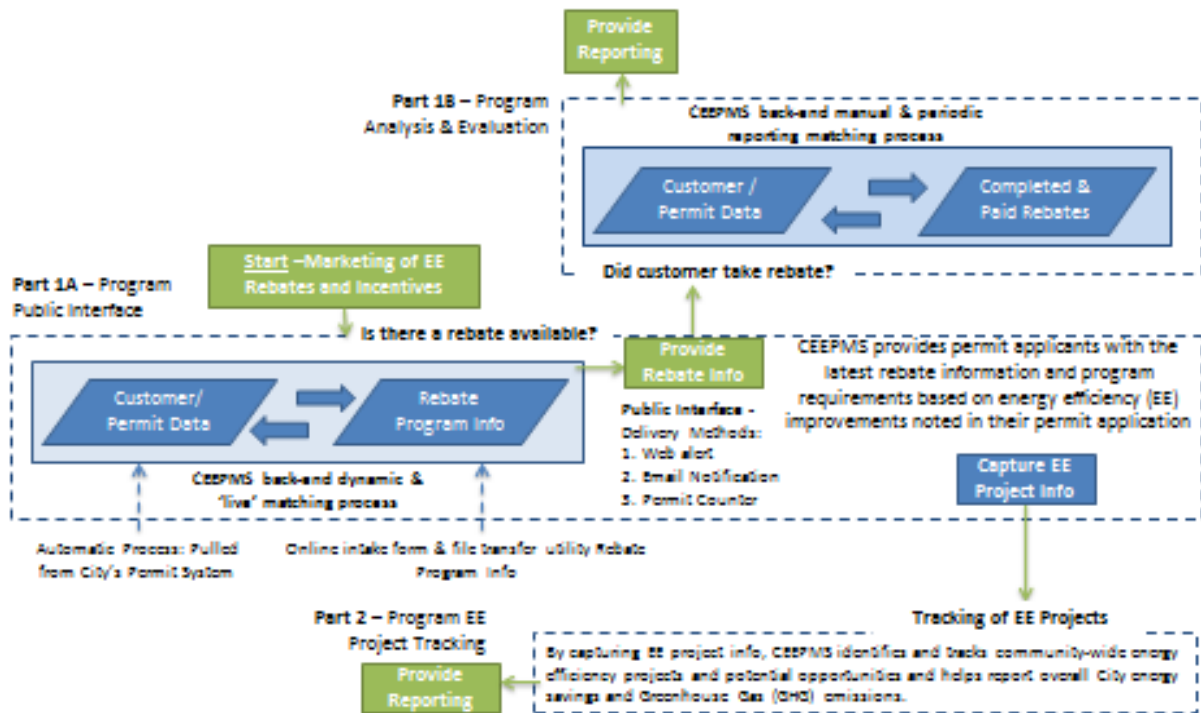 Provide
Reporting
Part 1B – Program
Analysis & Evaluation
CEEPMS back-end manual & periodic
reporting matching process
Customer /
Permit Data
Completed &
Paid Rebates
Did customer take rebate?
Start –Marketing of EE
Rebates and Incentives
Part 1A – Program
Public Interface
Is there a rebate available?
Customer/
Permit Data
Rebate
Program Info
CEEPMS back-end dynamic &
"live" matching process
Provide
Rebate Info
Public Interface -
Delivery Methods:
1. Web alert
2. Email Notification
3. Permit Counter
CEEPMS provides permit applicants with the
latest rebate information and program
requirements based on energy efficiency (EE)
improvements noted in their permit application
Capture EE
Project Info
Automatic Process: Pulled
from City's Permit System
Online intake form & file transfer utility Rebate
Program Info
Part 2 – Program EE
Project Tracking
Provide
Reporting
Tracking of EE Projects
By capturing EE project info, CEEPMS identifies and tracks community-wide energy
efficiency projects and potential opportunities and helps report overall City energy
savings and Greenhouse Gas (GHG) emissions.